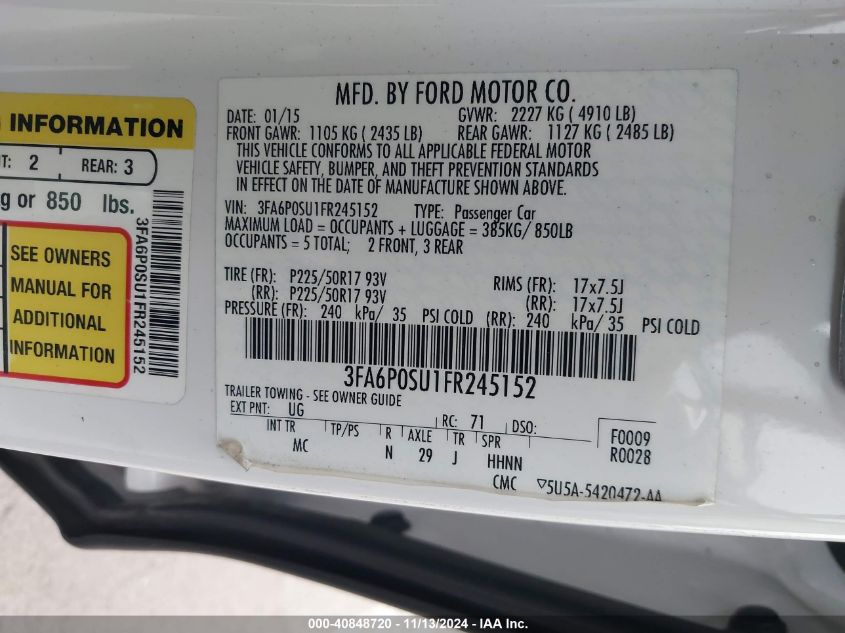 G INFORMATION
NT: 2 REAR: 3
kg or 850 lbs.
SEE OWNERS
MANUAL FOR
ADDITIONAL
INFORMATION
3FA6P0SU1FR245152
MFD. BY FORD MOTOR CO.
DATE: 01/15 GVWR: 2227 KG ( 4910 LB)
FRONT GAWR: 1105 KG ( 2435 LB) REAR GAWR: 1127 KG ( 2485 LB)
THIS VEHICLE CONFORMS TO ALL APPLICABLE FEDERAL MOTOR
VEHICLE SAFETY, BUMPER, AND THEFT PREVENTION STANDARDS
IN EFFECT ON THE DATE OF MANUFACTURE SHOWN ABOVE.
VIN: 3FA6P0SU1FR245152 TYPE: Passenger Car
MAXIMUM LOAD = OCCUPANTS + LUGGAGE = 385KG/ 850LB
OCCUPANTS = 5 TOTAL; 2 FRONT, 3 REAR
TIRE (FR): P225/50R17 93V RIMS (FR): 17x7.5J
(RR): P225/50R17 93V (RR): 17x7.5J
PRESSURE (FR): 240 kPa/ 35 PSI COLD (RR): 240 kPa/ 35 PSI COLD
3FA6P0SU1FR245152
TRAILER TOWING - SEE OWNER GUIDE
EXT PNT: UG RC: 71 DSO:
INT TR TP/PS R AXLE TR SPR F0009
MC N 29 J HHNN R0028
CMC ▽5U5A-5420472-AA
000-40848720 - 11/13/2024 - IAA, Inc.